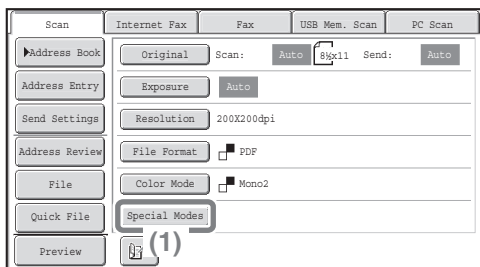 Scan Internet Fax Fax USB Mem. Scan PC Scan
Address Book Original Scan: Auto 8½x11 Send: Auto
Address Entry Exposure Auto
Send Settings Resolution 200X200dpi
Address Review File Format PDF
File Color Mode Mono2
Quick File Special Modes
Preview (1)